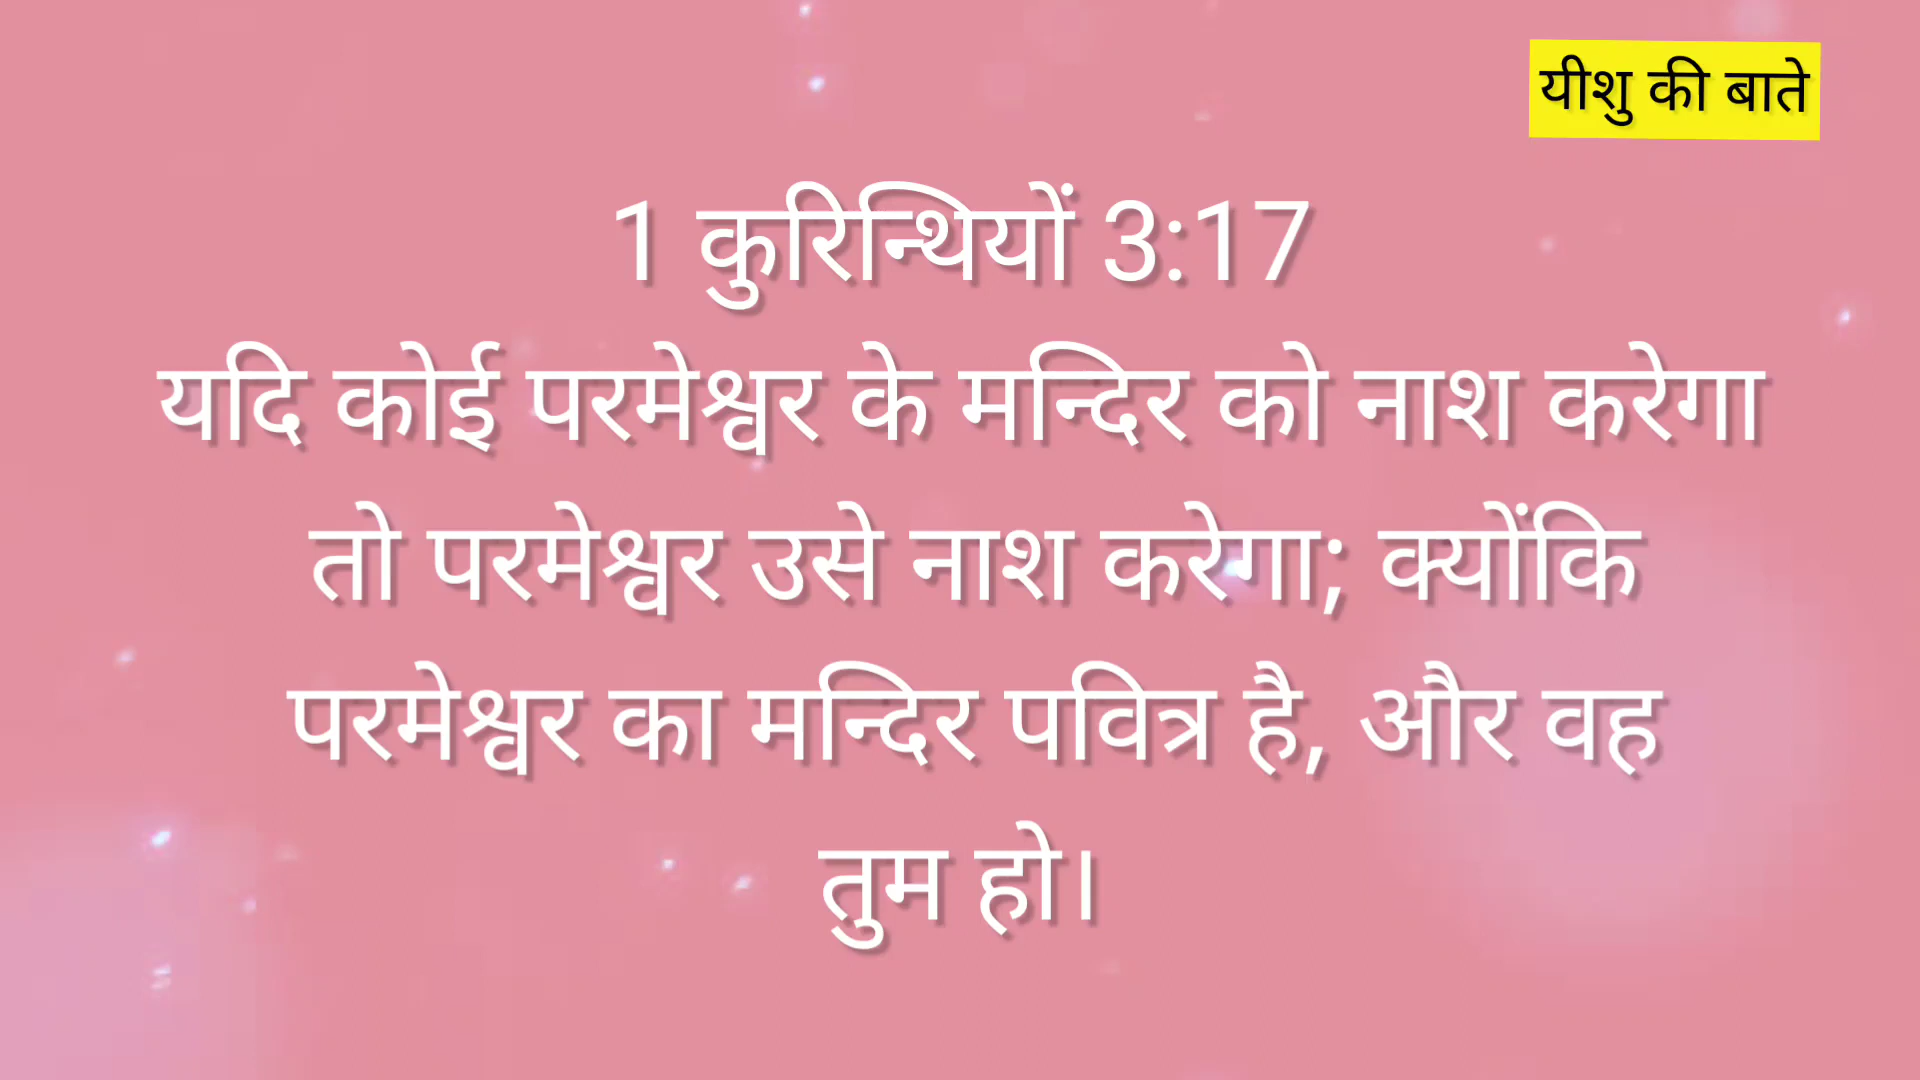 यीशु की बाते
1 कुरिन्थियों 3:17
यदि कोई परमेश्वर के मन्दिर को नाश करेगा
तो परमेश्वर उसे नाश करेगा; क्योंकि
परमेश्वर का मन्दिर पवित्र है, और वह
तुम हो।